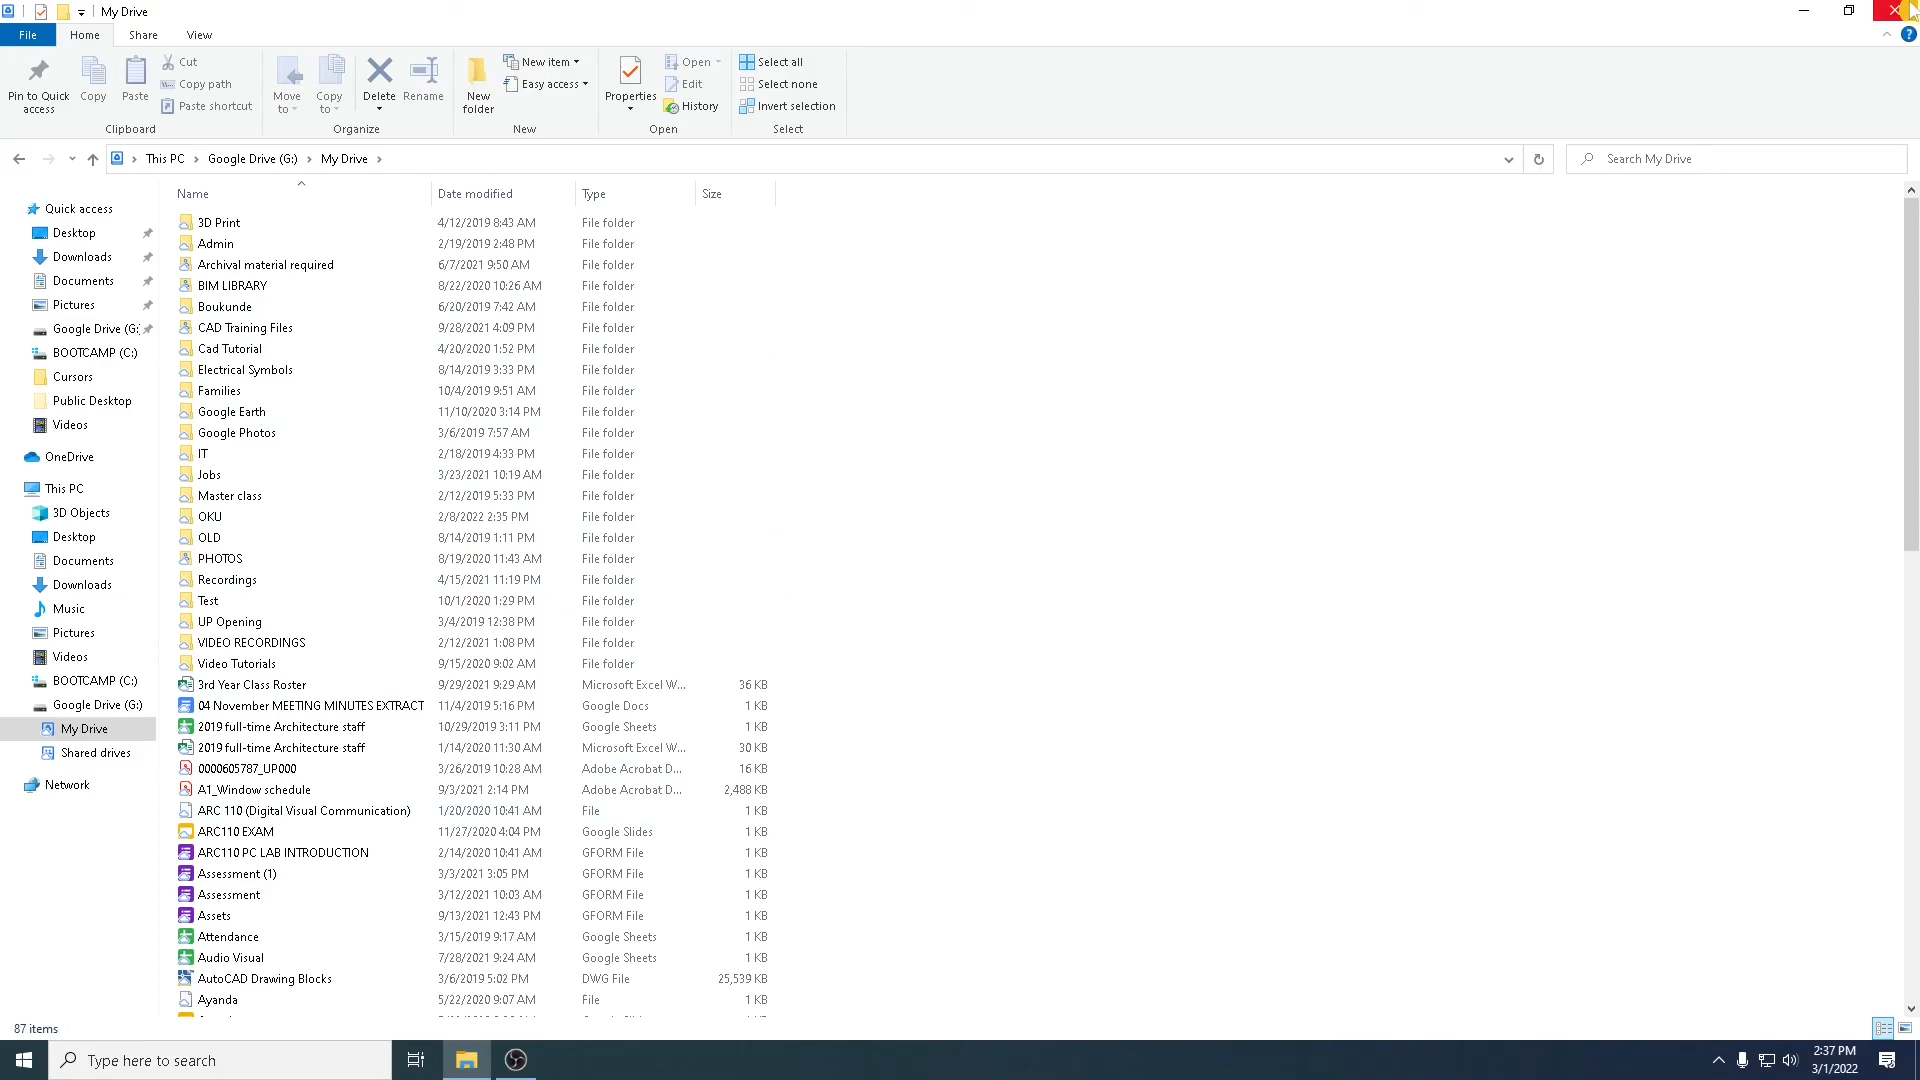 My Drive
File Home Share View
Pin to Quick access
Copy
Paste
Cut
Copy path
Paste shortcut
Clipboard
Move to
Copy to
Delete
Rename
Organize
New folder
New item
Easy access
New
Properties
Open
Edit
History
Open
Select all
Select none
Invert selection
Select
This PC Google Drive (G:) My Drive
Search My Drive
Quick access
Desktop
Downloads
Documents
Pictures
Google Drive (G:
BOOTCAMP (C:)
Cursors
Public Desktop
Videos
OneDrive
This PC
3D Objects
Desktop
Documents
Downloads
Music
Pictures
Videos
BOOTCAMP (C:)
Google Drive (G:)
My Drive
Shared drives
Network
Name Date modified Type Size
3D Print 4/12/2019 8:43 AM File folder
Admin 2/19/2019 2:48 PM File folder
Archival material required 6/7/2021 9:50 AM File folder
BIM LIBRARY 8/22/2020 10:26 AM File folder
Boukunde 6/20/2019 7:42 AM File folder
CAD Training Files 9/28/2021 4:09 PM File folder
Cad Tutorial 4/20/2020 1:52 PM File folder
Electrical Symbols 8/14/2019 3:33 PM File folder
Families 10/4/2019 9:51 AM File folder
Google Earth 11/10/2020 3:14 PM File folder
Google Photos 3/6/2019 7:57 AM File folder
IT 2/18/2019 4:33 PM File folder
Jobs 3/23/2021 10:19 AM File folder
Master class 2/12/2019 5:33 PM File folder
OKU 2/8/2022 2:35 PM File folder
OLD 8/14/2019 1:11 PM File folder
PHOTOS 8/19/2020 11:43 AM File folder
Recordings 4/15/2021 11:19 PM File folder
Test 10/1/2020 1:29 PM File folder
UP Opening 3/4/2019 12:38 PM File folder
VIDEO RECORDINGS 2/12/2021 1:08 PM File folder
Video Tutorials 9/15/2020 9:02 AM File folder
3rd Year Class Roster 9/29/2021 9:29 AM Microsoft Excel W... 36 KB
04 November MEETING MINUTES EXTRACT 11/4/2019 5:16 PM Google Docs 1 KB
2019 full-time Architecture staff 10/29/2019 3:11 PM Google Sheets 1 KB
2019 full-time Architecture staff 1/14/2020 11:30 AM Microsoft Excel W... 30 KB
0000605787_UP000 3/26/2019 10:28 AM Adobe Acrobat D... 16 KB
A1_Window schedule 9/3/2021 2:14 PM Adobe Acrobat D... 2,488 KB
ARC 110 (Digital Visual Communication) 1/20/2020 10:41 AM File 1 KB
ARC110 EXAM 11/27/2020 4:04 PM Google Slides 1 KB
ARC110 PC LAB INTRODUCTION 2/14/2020 10:41 AM GFORM File 1 KB
Assessment (1) 3/3/2021 3:05 PM GFORM File 1 KB
Assessment 3/12/2021 10:03 AM GFORM File 1 KB
Assets 9/13/2021 12:43 PM GFORM File 1 KB
Attendance 3/15/2019 9:17 AM Google Sheets 1 KB
Audio Visual 7/28/2021 9:24 AM Google Sheets 1 KB
AutoCAD Drawing Blocks 3/6/2019 5:02 PM DWG File 25,539 KB
Ayanda 5/22/2020 9:07 AM File 1 KB
87 items
Type here to search
2:37 PM
3/1/2022